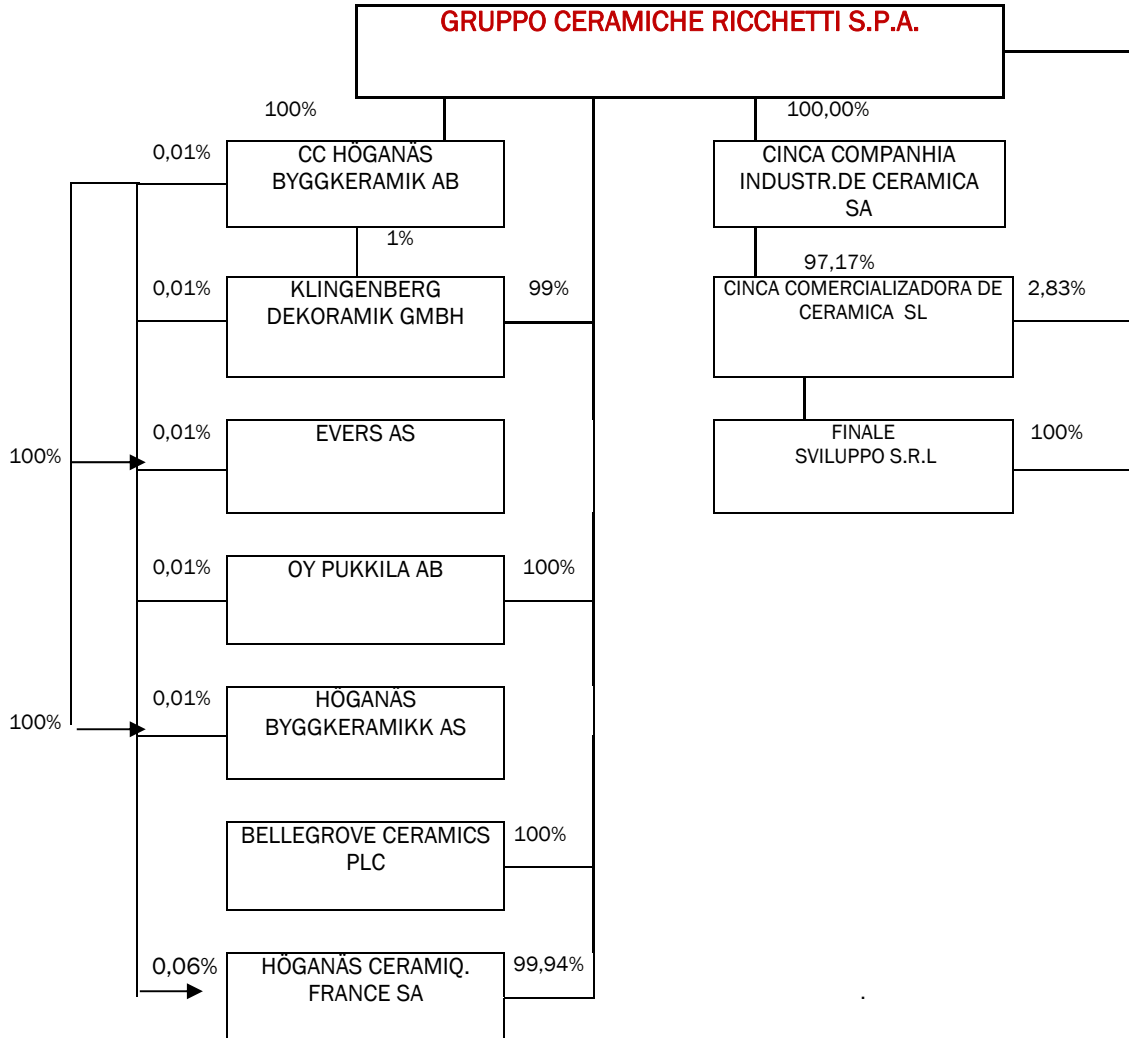 GRUPPO CERAMICHE RICCHETTI S.P.A.
100%
100,00%
0,01%
CC HÖGANÄS
BYGGKERAMIK AB
CINCA COMPANHIA
INDUSTR.DE CERAMICA
SA
1%
97,17%
0,01%
KLINGENBERG
DEKORAMIK GMBH
99%
CINCA COMERCIALIZADORA DE
CERAMICA SL
2,83%
0,01%
EVERS AS
100%
FINALE
SVILUPPO S.R.L
100%
0,01%
OY PUKKILA AB
100%
0,01%
HÖGANÄS
BYGGKERAMIKK AS
100%
BELLEGROVE CERAMICS
PLC
100%
0,06%
HÖGANÄS CERAMIQ.
FRANCE SA
99,94%
.